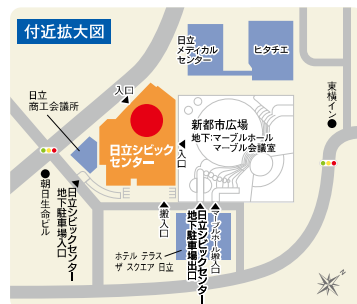 付近拡大図
日立
メディカル
センター
ヒタチエ
入口
日立
商工会議所
東横イン
日立シビック
センター
新都市広場
地下:マーブルホール
マーブル会議室
入口
朝日生命ビル
日立シビックセンター
地下駐車場入口
搬入口
日立シビックセンター
地下駐車場出口
マーブルホール搬入口
ホテル テラス
ザ スクエア 日立
N